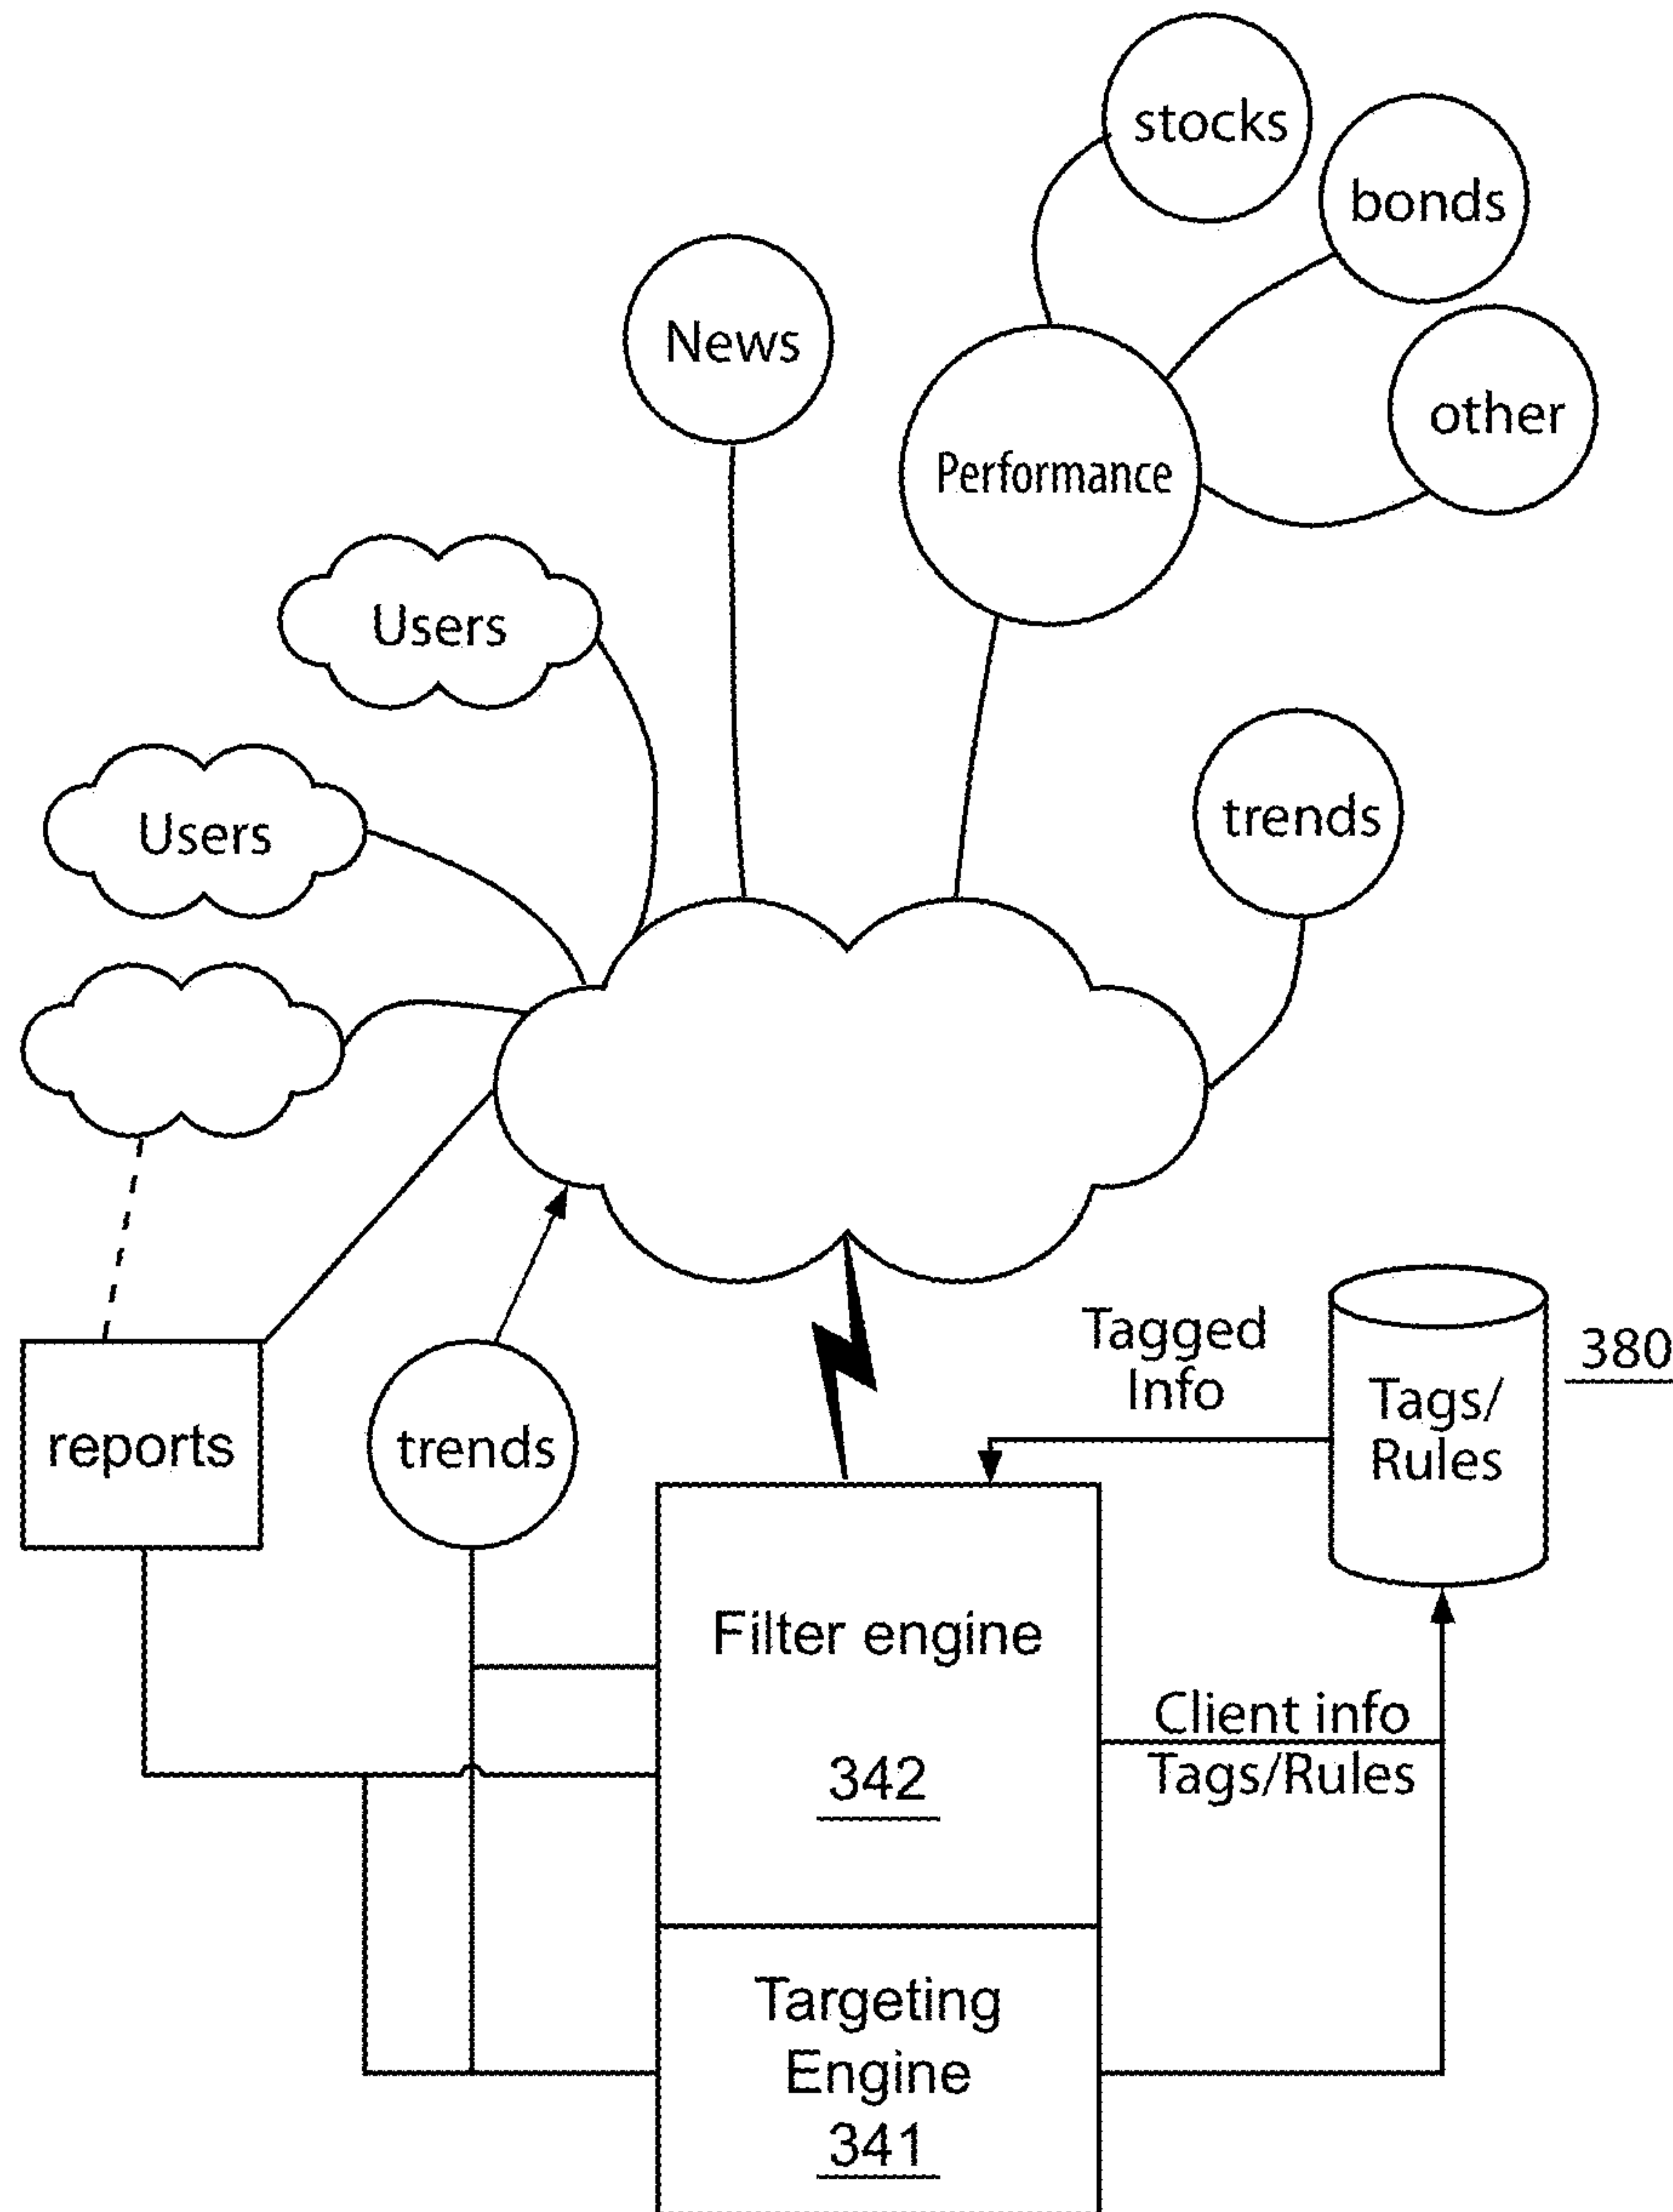 stocks
bonds
News
other
Performance
Users
trends
Users
Tagged
Info
380
Tags/
Rules
reports
trends
Filter engine
342
Client info
Tags/Rules
Targeting
Engine
341